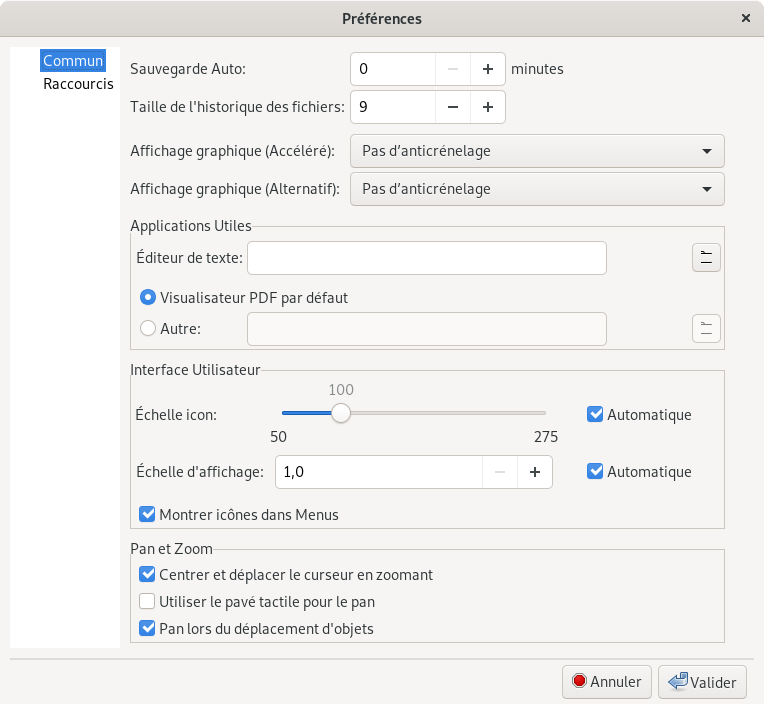 Préférences
Commun
Raccourcis
Sauvegarde Auto: 0 minutes
Taille de l'historique des fichiers: 9
Affichage graphique (Accéléré): Pas d’anticrénelage
Affichage graphique (Alternatif): Pas d’anticrénelage
Applications Utiles
Éditeur de texte:
Visualisateur PDF par défaut
Autre:
Interface Utilisateur
100
Échelle icon: Automatique
50 275
Échelle d'affichage: 1,0 Automatique
Montrer icônes dans Menus
Pan et Zoom
Centrer et déplacer le curseur en zoomant
Utiliser le pavé tactile pour le pan
Pan lors du déplacement d'objets
Annuler Valider